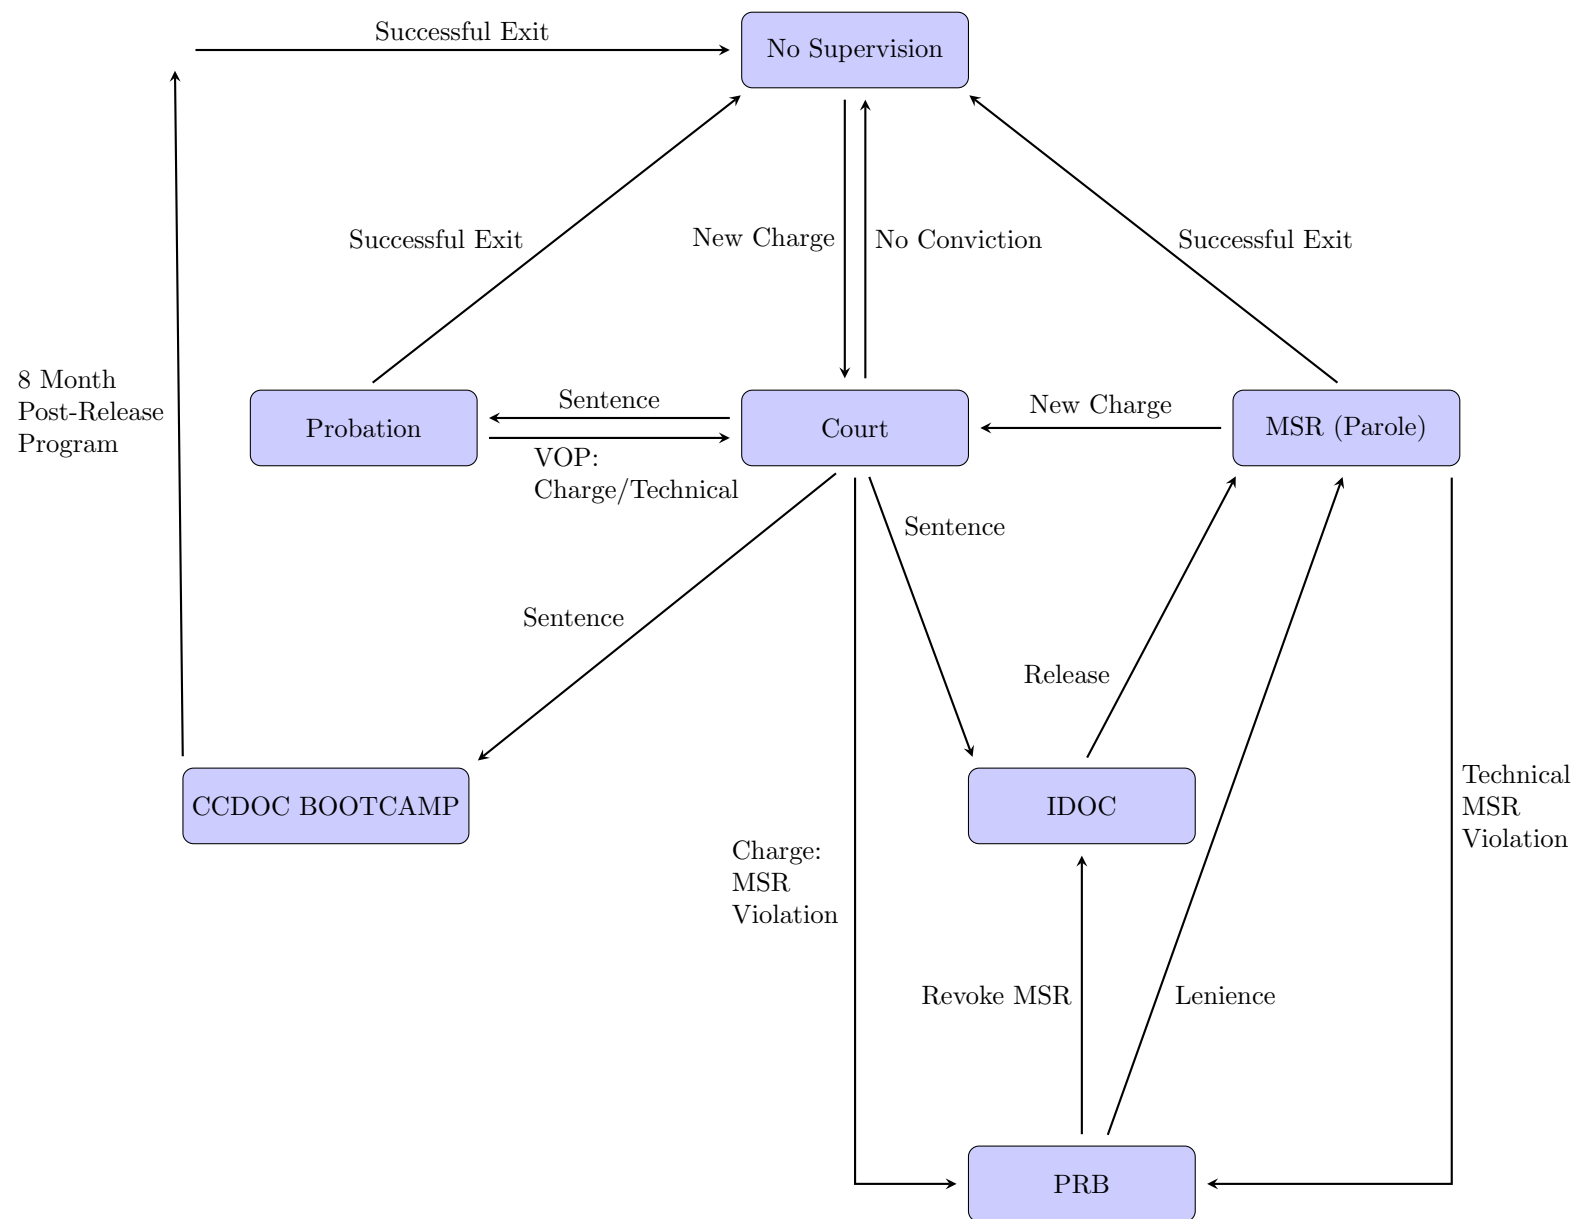 Successful Exit
No Supervision
Successful Exit
New Charge
No Conviction
Successful Exit
8 Month
Post-Release
Program
Probation
Sentence
VOP:
Charge/Technical
Court
New Charge
MSR (Parole)
Sentence
Sentence
Release
CCDOC BOOTCAMP
IDOC
Technical
MSR
Violation
Charge:
MSR
Violation
Revoke MSR
Lenience
PRB